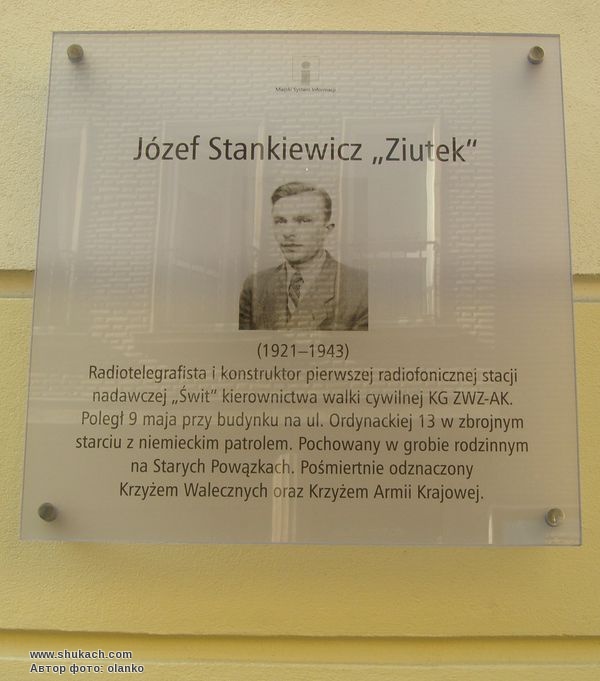 Miejski System Informacji
Józef Stankiewicz „Ziutek“
(1921–1943)
Radiotelegrafista i konstruktor pierwszej radiofonicznej stacji
nadawczej „Świt“ kierownictwa walki cywilnej KG ZWZ-AK.
Poległ 9 maja przy budynku na ul. Ordynackiej 13 w zbrojnym
starciu z niemieckim patrolem. Pochowany w grobie rodzinnym
na Starych Powązkach. Pośmiertnie odznaczony
Krzyżem Walecznych oraz Krzyżem Armii Krajowej.
www.shukach.com
Автор фото: olanko